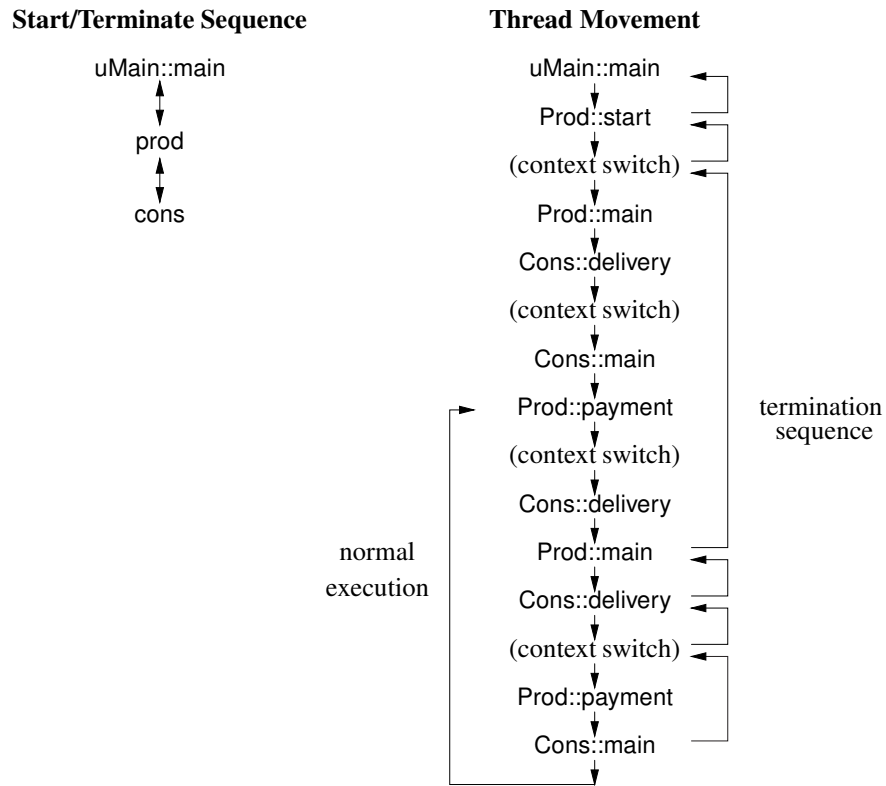 Start/Terminate Sequence
uMain::main
prod
cons
Thread Movement
uMain::main
Prod::start
(context switch)
Prod::main
Cons::delivery
(context switch)
Cons::main
Prod::payment
(context switch)
Cons::delivery
Prod::main
Cons::delivery
(context switch)
Prod::payment
Cons::main
normal
execution
termination
sequence